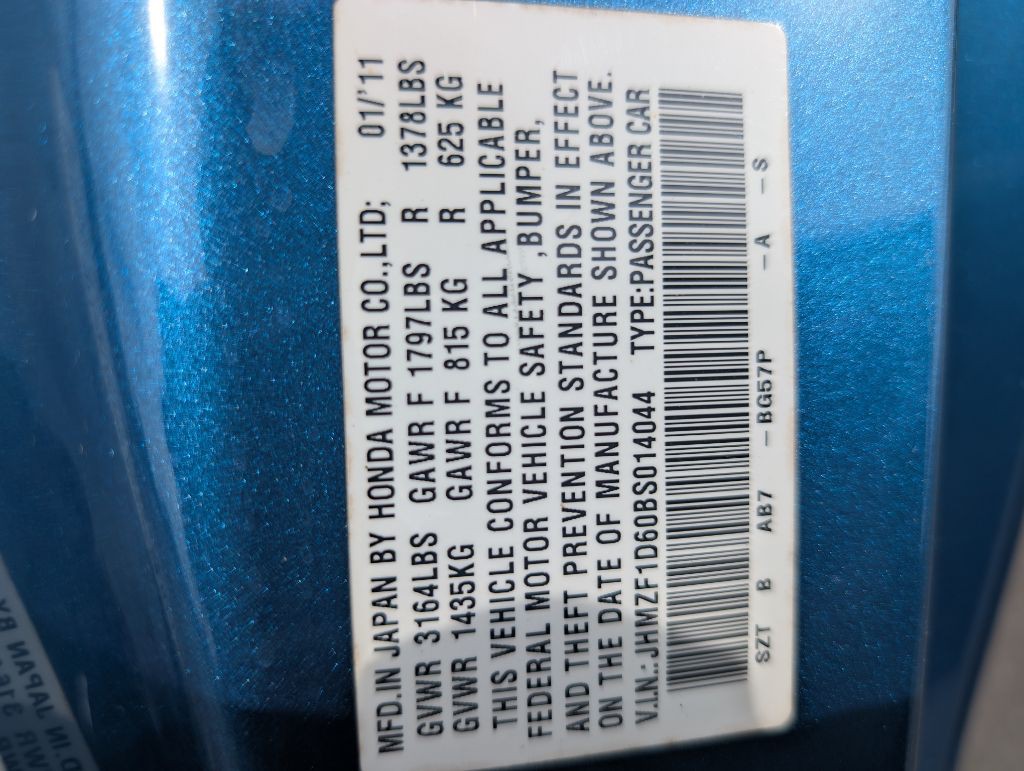 MFD.IN JAPAN BY HONDA MOTOR CO.,LTD; 01/'11
GVWR 3164LBS GAWR F 1797LBS R 1378LBS
GVWR 1435KG GAWR F 815 KG R 625 KG
THIS VEHICLE CONFORMS TO ALL APPLICABLE
FEDERAL MOTOR VEHICLE SAFETY ,BUMPER,
AND THEFT PREVENTION STANDARDS IN EFFECT
ON THE DATE OF MANUFACTURE SHOWN ABOVE.
V.I.N.: JHMZF1D60BS014044 TYPE:PASSENGER CAR
SZT B AB7 -BG57P -A -S